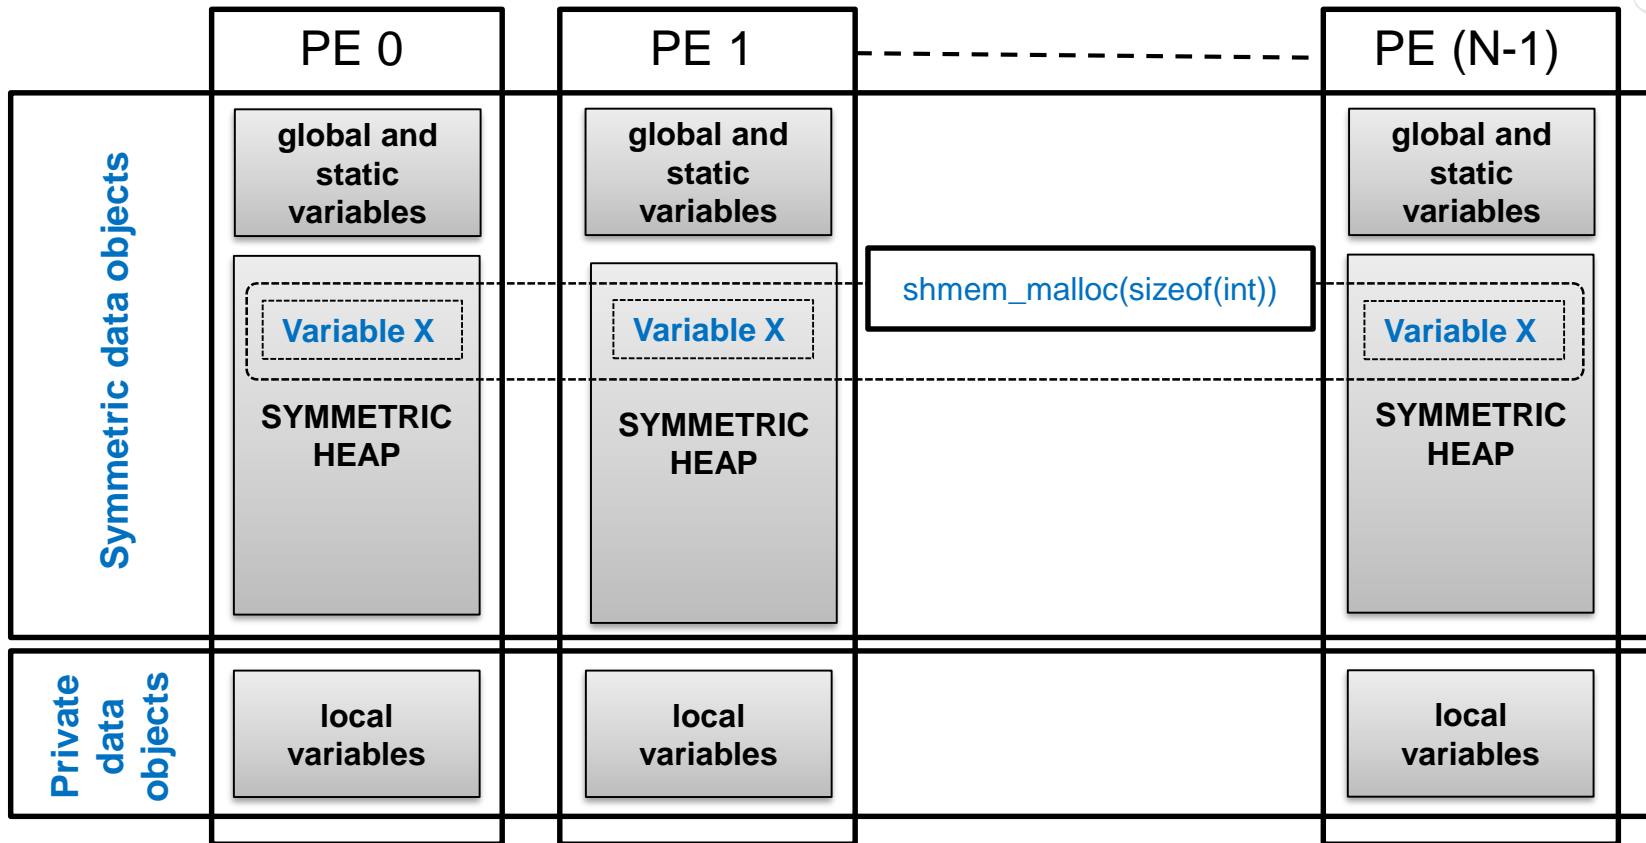 PE 0
PE 1
PE (N-1)
Symmetric data objects
global and
static
variables
global and
static
variables
global and
static
variables
shmem_malloc(sizeof(int))
Variable X
Variable X
Variable X
SYMMETRIC
HEAP
SYMMETRIC
HEAP
SYMMETRIC
HEAP
Private
data
objects
local
variables
local
variables
local
variables